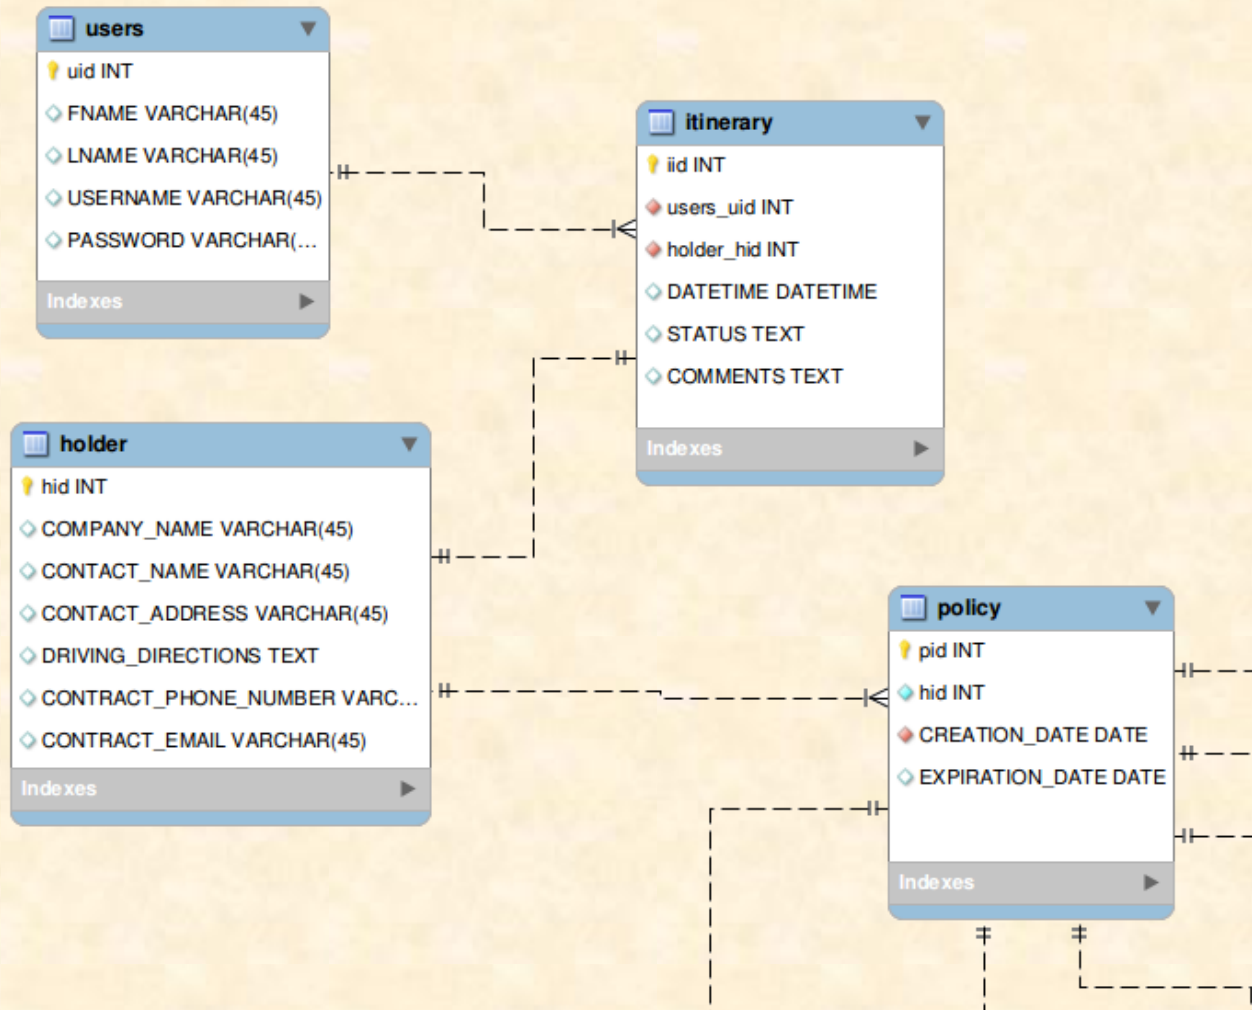 users
uid INT
FNAME VARCHAR(45)
LNAME VARCHAR(45)
USERNAME VARCHAR(45)
PASSWORD VARCHAR(...
Indexes
itinerary
iid INT
users_uid INT
holder_hid INT
DATETIME DATETIME
STATUS TEXT
COMMENTS TEXT
Indexes
holder
hid INT
COMPANY_NAME VARCHAR(45)
CONTACT_NAME VARCHAR(45)
CONTACT_ADDRESS VARCHAR(45)
DRIVING_DIRECTIONS TEXT
CONTRACT_PHONE_NUMBER VARC...
CONTRACT_EMAIL VARCHAR(45)
Indexes
policy
pid INT
hid INT
CREATION_DATE DATE
EXPIRATION_DATE DATE
Indexes